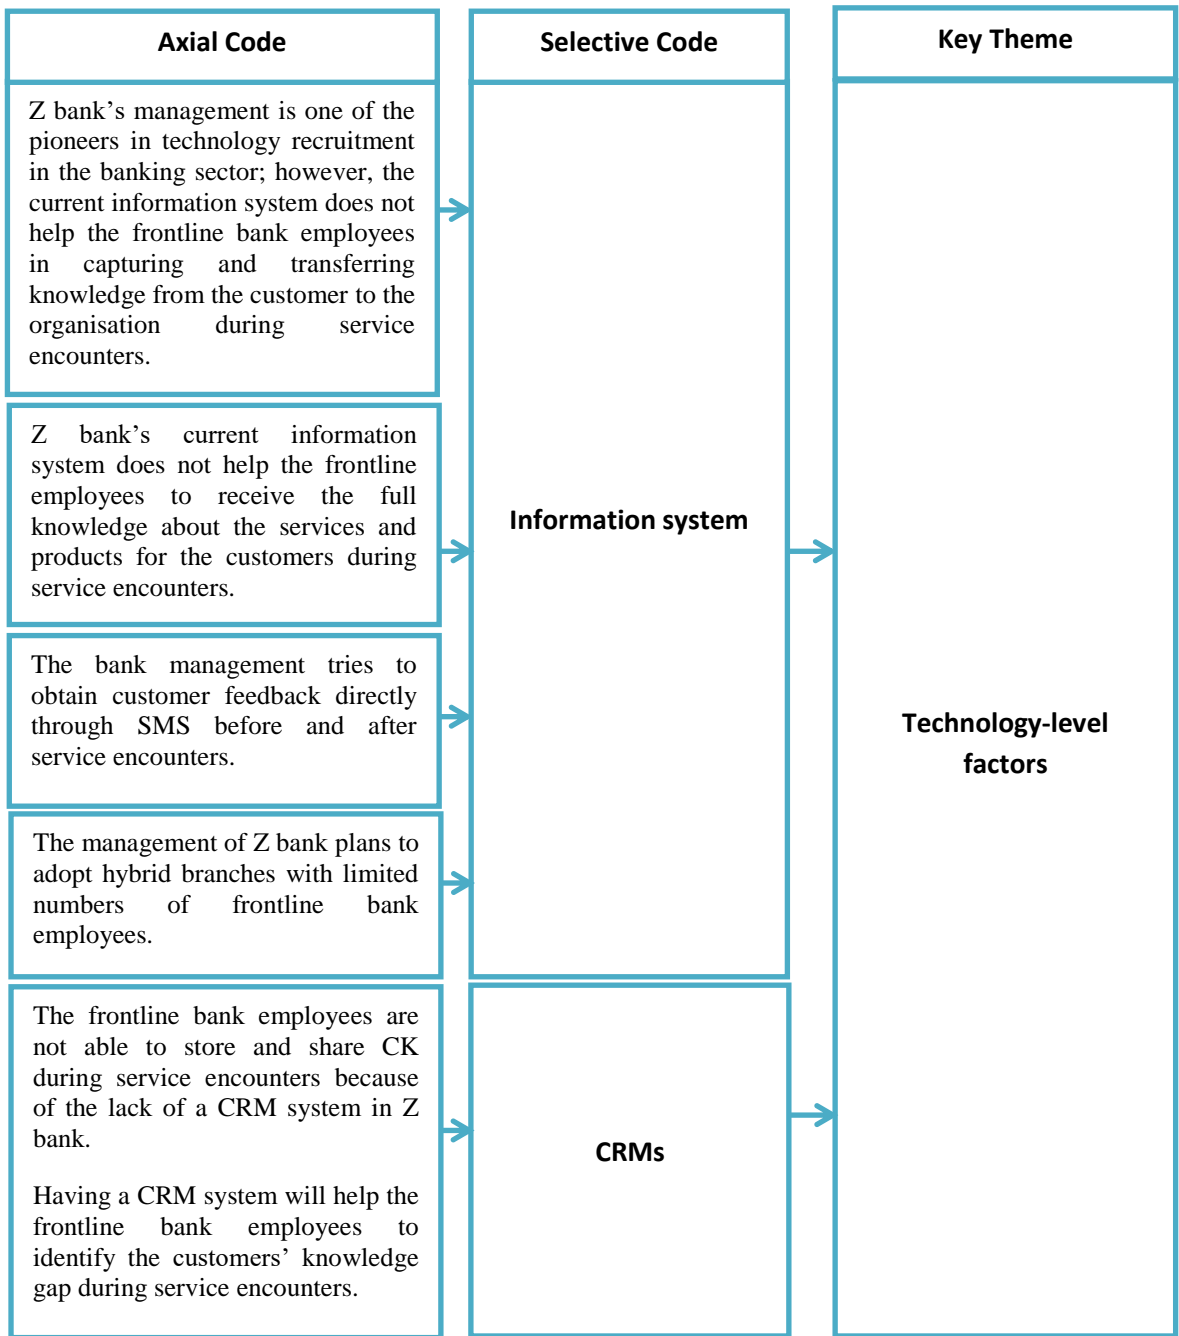 Axial Code
Selective Code
Key Theme
Z bank’s management is one of the
pioneers in technology recruitment
in the banking sector; however, the
current information system does not
help the frontline bank employees
in capturing and transferring
knowledge from the customer to the
organisation during service
encounters.
Z bank’s current information
system does not help the frontline
employees to receive the full
knowledge about the services and
products for the customers during
service encounters.
The bank management tries to
obtain customer feedback directly
through SMS before and after
service encounters.
The management of Z bank plans to
adopt hybrid branches with limited
numbers of frontline bank
employees.
Information system
The frontline bank employees are
not able to store and share CK
during service encounters because
of the lack of a CRM system in Z
bank.
Having a CRM system will help the
frontline bank employees to
identify the customers’ knowledge
gap during service encounters.
CRMs
Technology-level
factors